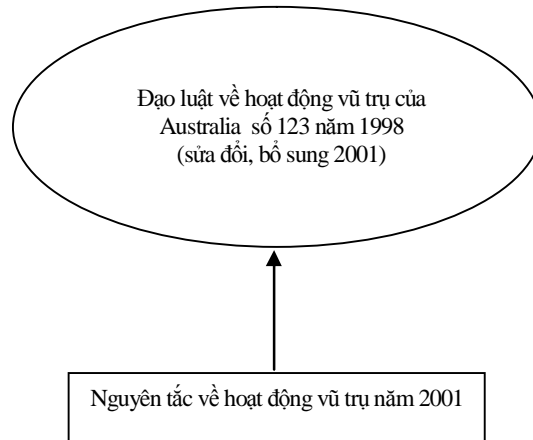 Đạo luật về hoạt động vũ trụ của
Australia số 123 năm 1998
(sửa đổi, bổ sung 2001)
Nguyên tắc về hoạt động vũ trụ năm 2001